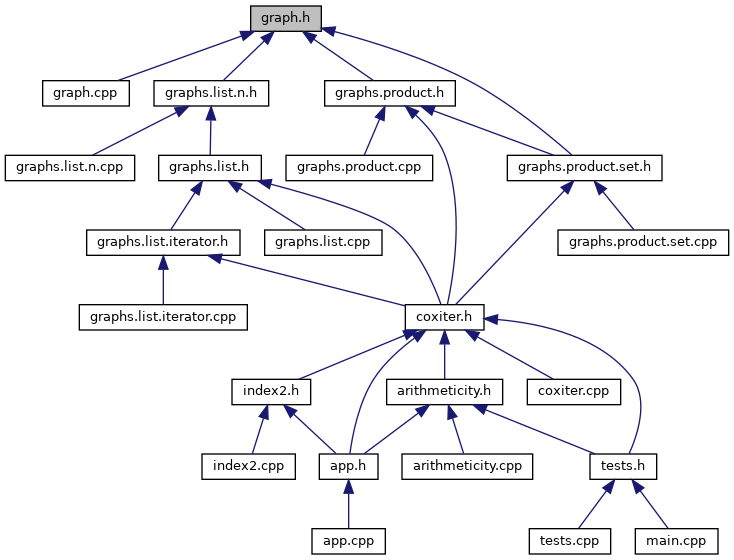 graph.h
graph.cpp
graphs.list.n.h
graphs.product.h
graphs.list.n.cpp
graphs.list.h
graphs.product.cpp
graphs.product.set.h
graphs.list.iterator.h
graphs.list.cpp
graphs.product.set.cpp
graphs.list.iterator.cpp
coxiter.h
index2.h
arithmeticity.h
coxiter.cpp
index2.cpp
app.h
arithmeticity.cpp
tests.h
app.cpp
tests.cpp
main.cpp